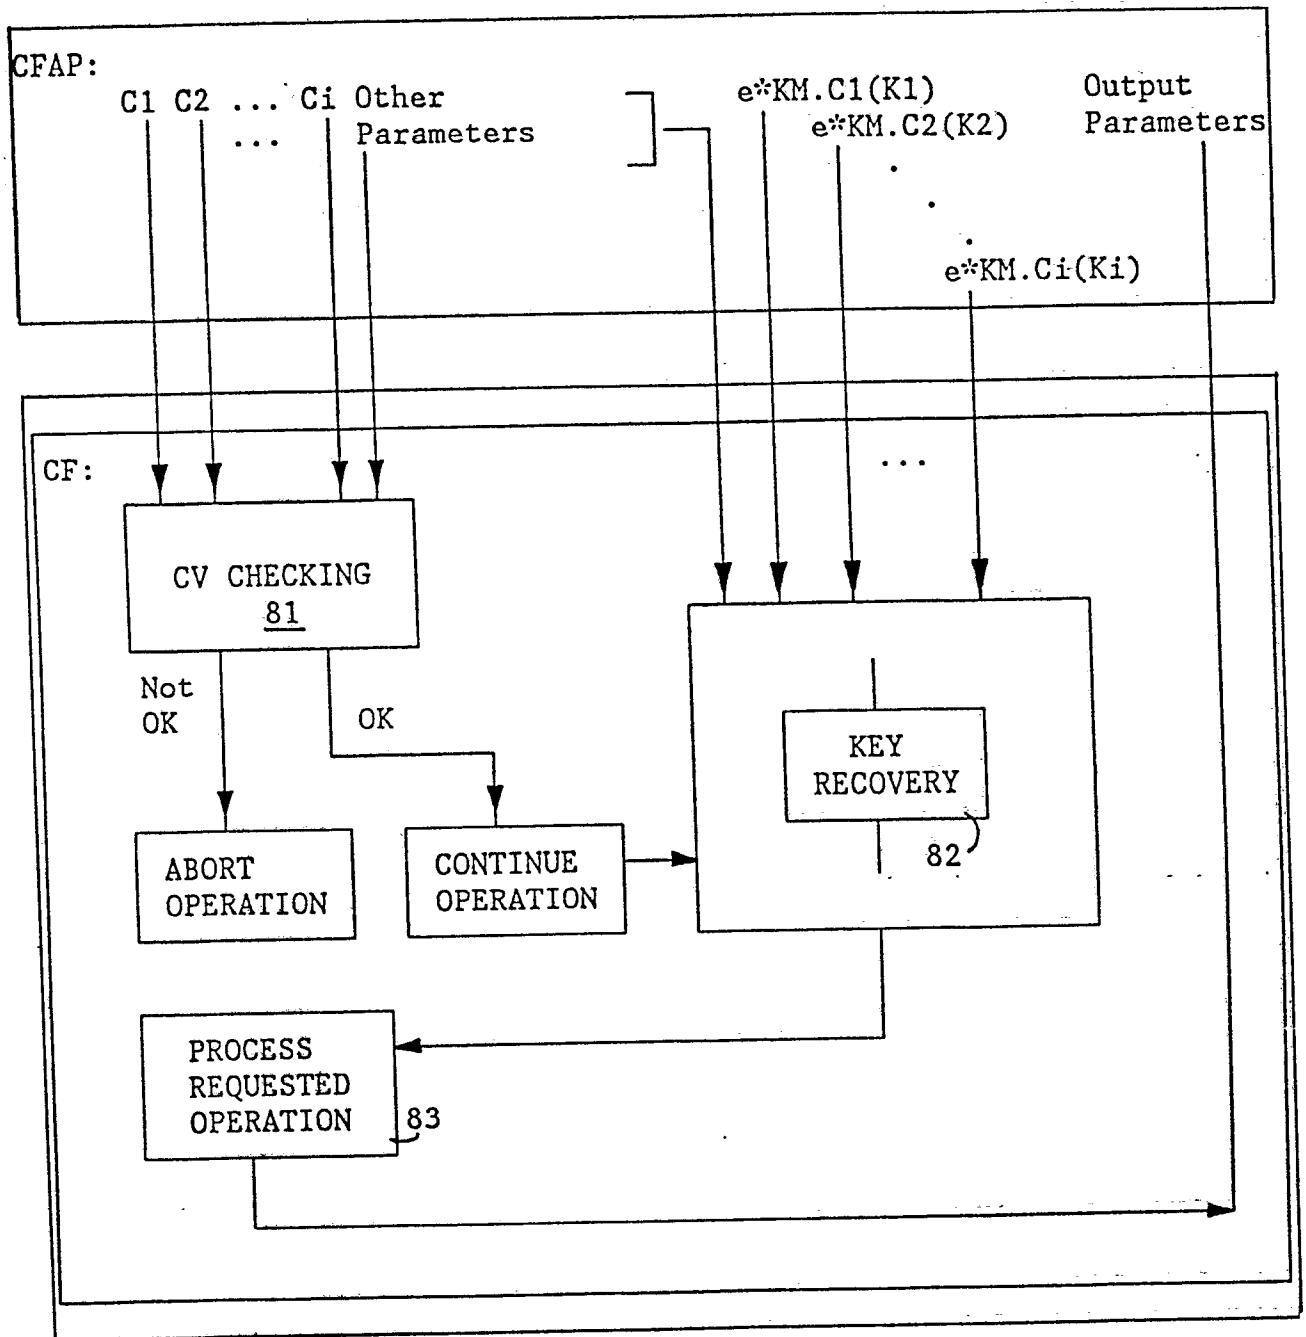 CFAP:
C1 C2 ... Ci Other
... Parameters
e*KM.C1(K1)
e*KM.C2(K2)
.
.
.
e*KM.Ci(Ki)
Output
Parameters
CF:
...
CV CHECKING
81
Not
OK
OK
KEY
RECOVERY
82
ABORT
OPERATION
CONTINUE
OPERATION
PROCESS
REQUESTED
OPERATION
83